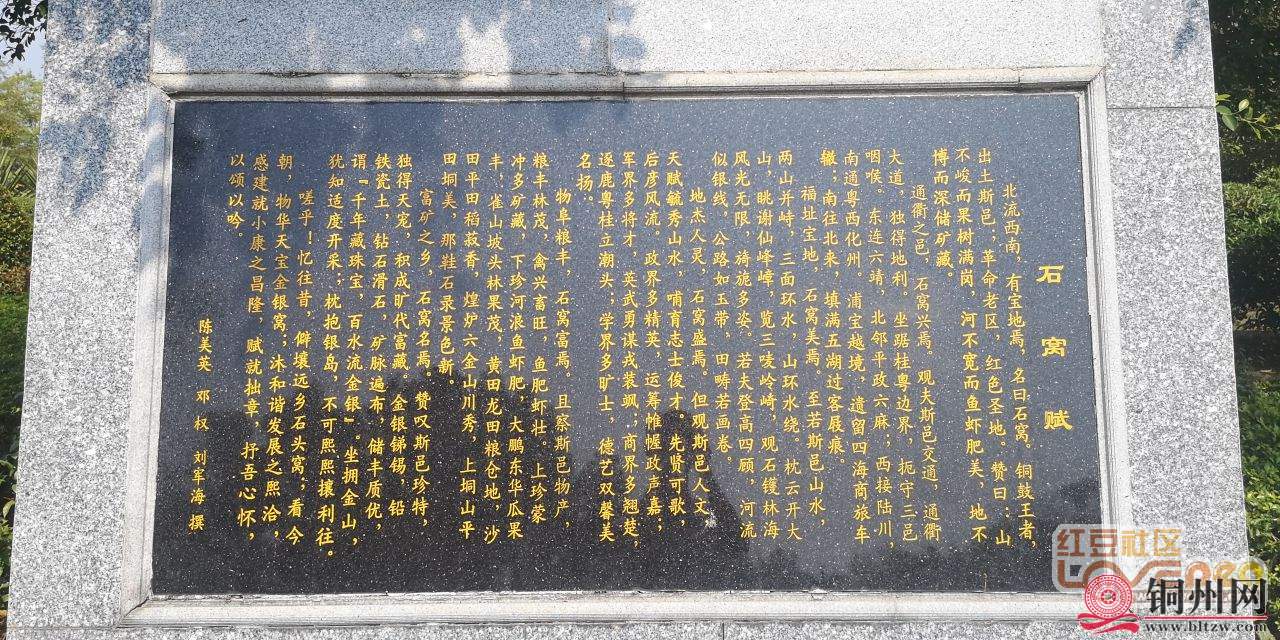 石窝赋
北流西南，有宝地焉，名曰石窝。铜鼓王者，
出土斯邑；革命老区，红色圣地。赞曰：山
不峻而果树满岗，河不宽而鱼虾肥美，地不
博而深储矿藏。
通衢之邑，石窝兴焉。观夫斯邑交通，通衢
大道，独得地利。坐踞桂粤边界，扼守三邑
咽喉。东连六靖，北邻平政六麻；西接陆川，
南通粤西化州。浦宝越境，遗留四海商旅车
辙；南往北来，填满五湖过客屐痕。
福址宝地，石窝美焉。至若斯邑山水，
两山并峙，三面环水，山环水绕。枕云开大
山，眺谢仙峰嶂，览三唛岭崎，观石镬林海
风光无限，旖旎多姿。若夫登高四顾，河流
似银线，公路如玉带，田畴若画卷。
地杰人灵，石窝盛焉。但观斯邑人文，
天赋毓秀山水，哺育志士俊才。先贤可歌，
后彦风流。政界多精英，运筹帷幄政声嘉；
军界多将才，英武勇谋戎装飒；商界多翘楚，
逐鹿粤桂立潮头；学界多旷士，德艺双馨美
名扬。
物阜粮丰，石窝富焉。且察斯邑物产，
粮丰林茂，禽兴畜旺，鱼肥虾壮。上珍蒙
冲多矿藏，下珍河浪鱼虾肥，大鹏东华瓜果
丰，雀山坡头林果茂，黄田龙田粮仓地，沙
田平田稻菽香，煌炉六金山川秀，上垌山平
田垌美，那鞋石录景色新。
富矿之乡，石窝名焉。赞叹斯邑珍特，
独得天宠，积成旷代富藏，金银锑锡，铅
铁瓷土，钻石滑石，矿脉遍布，储丰质优，
谓『千年藏珠宝，百水流金银』。坐拥金山，
犹知适度开采；枕抱银岛，不可熙熙攘利往。
嗟乎！忆往昔，僻壤远乡石头窝；看今
朝，物华天宝金银窝；沐和谐发展之熙洽，
感建就小康之昌隆，赋就拙章，抒吾心怀，
以颂以吟。
陈美英 邓权 刘军海 撰
红豆社区
铜州网
www.bltzw.com